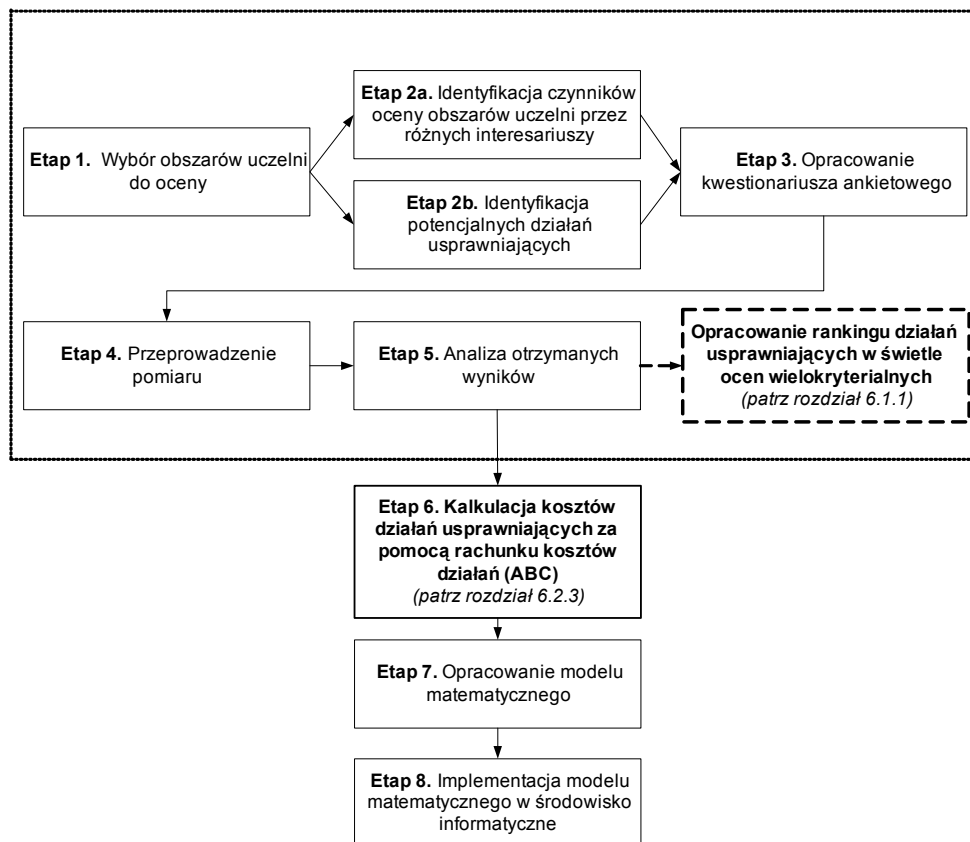 Etap 1. Wybór obszarów uczelni
do oceny
Etap 2a. Identyfikacja czynników
oceny obszarów uczelni przez
różnych interesariuszy
Etap 2b. Identyfikacja
potencjalnych działań
usprawniających
Etap 3. Opracowanie
kwestionariusza ankietowego
Etap 4. Przeprowadzenie
pomiaru
Etap 5. Analiza otrzymanych
wyników
Opracowanie rankingu działań
usprawniających w świetle
ocen wielokryterialnych
(patrz rozdział 6.1.1)
Etap 6. Kalkulacja kosztów
działań usprawniających za
pomocą rachunku kosztów
działań (ABC)
(patrz rozdział 6.2.3)
Etap 7. Opracowanie modelu
matematycznego
Etap 8. Implementacja modelu
matematycznego w środowisko
informatyczne